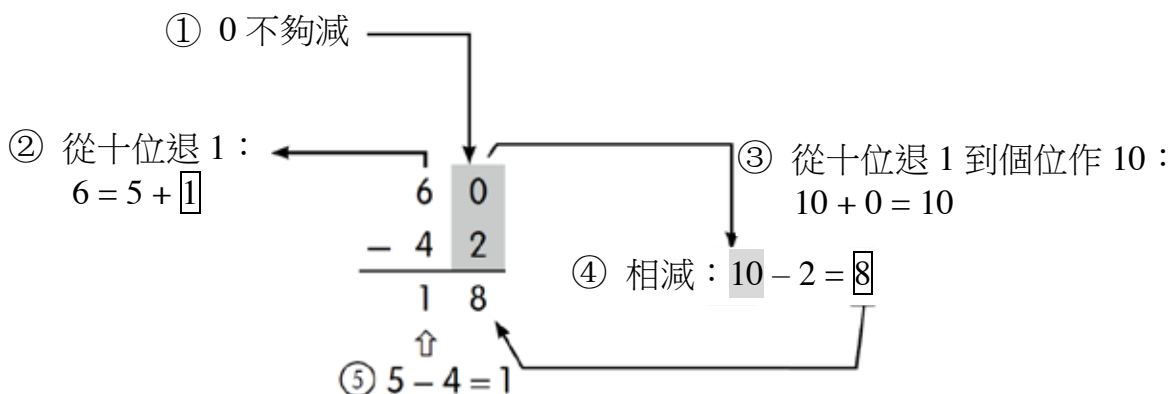 ① 0 不夠減
② 從十位退 1：
6 = 5 + 1
③ 從十位退 1 到個位作 10：
10 + 0 = 10
6 0
– 4 2
1 8
④ 相減：10 – 2 = 8
⑤ 5 – 4 = 1